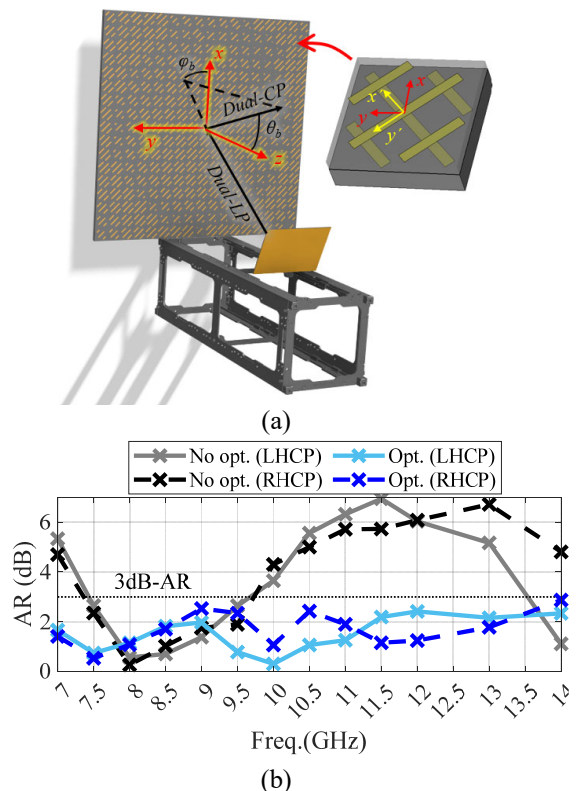 φb
x
Dual-CP
θb
y
z
Dual-LP
x´
x
y
y´
(a)
No opt. (LHCP) Opt. (LHCP)
No opt. (RHCP) Opt. (RHCP)
6
4
2
0
AR (dB)
3dB-AR
7 7.5 8 8.5 9 9.5 10 10.5 11 11.5 12 12.5 13 13.5 14
Freq.(GHz)
(b)